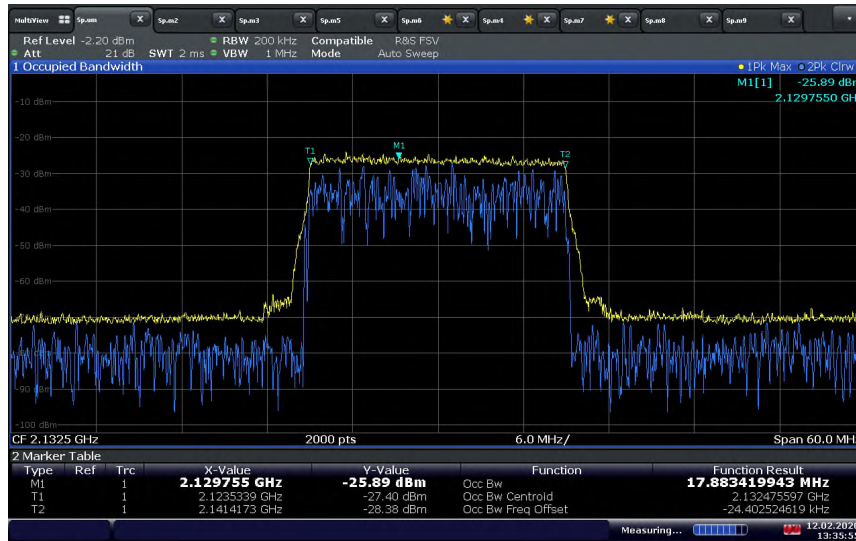 MultiView Sp.um X Sp.m2 X Sp.m3 X Sp.m5 X Sp.m6 X Sp.m4 X Sp.m7 X Sp.m8 X Sp.m9 X
Ref Level -2.20 dBm RBW 200 kHz Compatible R&S FSV
Att 21 dB SWT 2 ms VBW 1 MHz Mode Auto Sweep
1 Occupied Bandwidth 1Pk Max 2Pk Clrw
M1[1] -25.89 dBm
2.1297550 GH
-10 dBm
-20 dBm
T1 M1 T2
-30 dBm
-40 dBm
-50 dBm
-60 dBm
-90 dBm
-100 dBm
CF 2.1325 GHz 2000 pts 6.0 MHz/ Span 60.0 MH
2 Marker Table
Type Ref Trc X-Value Y-Value Function Function Result
M1 1 2.129755 GHz -25.89 dBm Occ Bw 17.883419943 MHz
T1 1 2.1235339 GHz -27.40 dBm Occ Bw Centroid 2.132475597 GHz
T2 1 2.1414173 GHz -28.38 dBm Occ Bw Freq Offset -24.402524619 kHz
Measuring... 12.02.2020
13:35:55